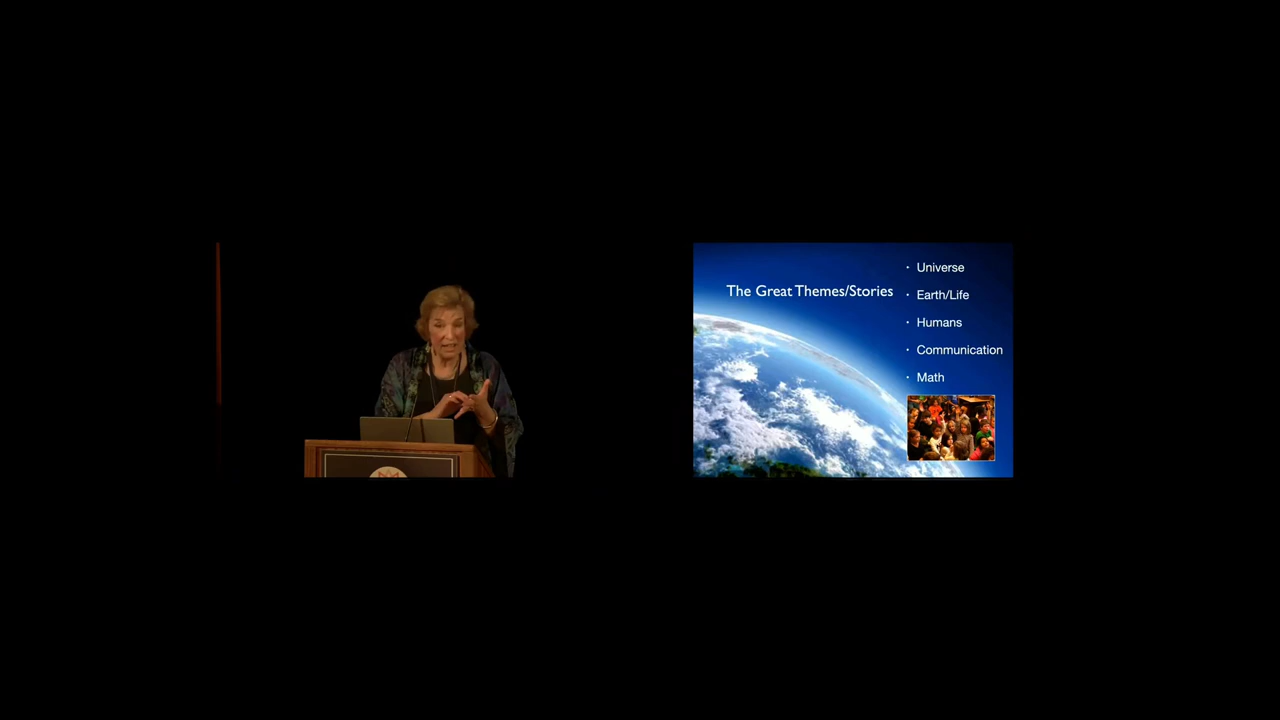 The Great Themes/Stories
· Universe
· Earth/Life
· Humans
· Communication
· Math